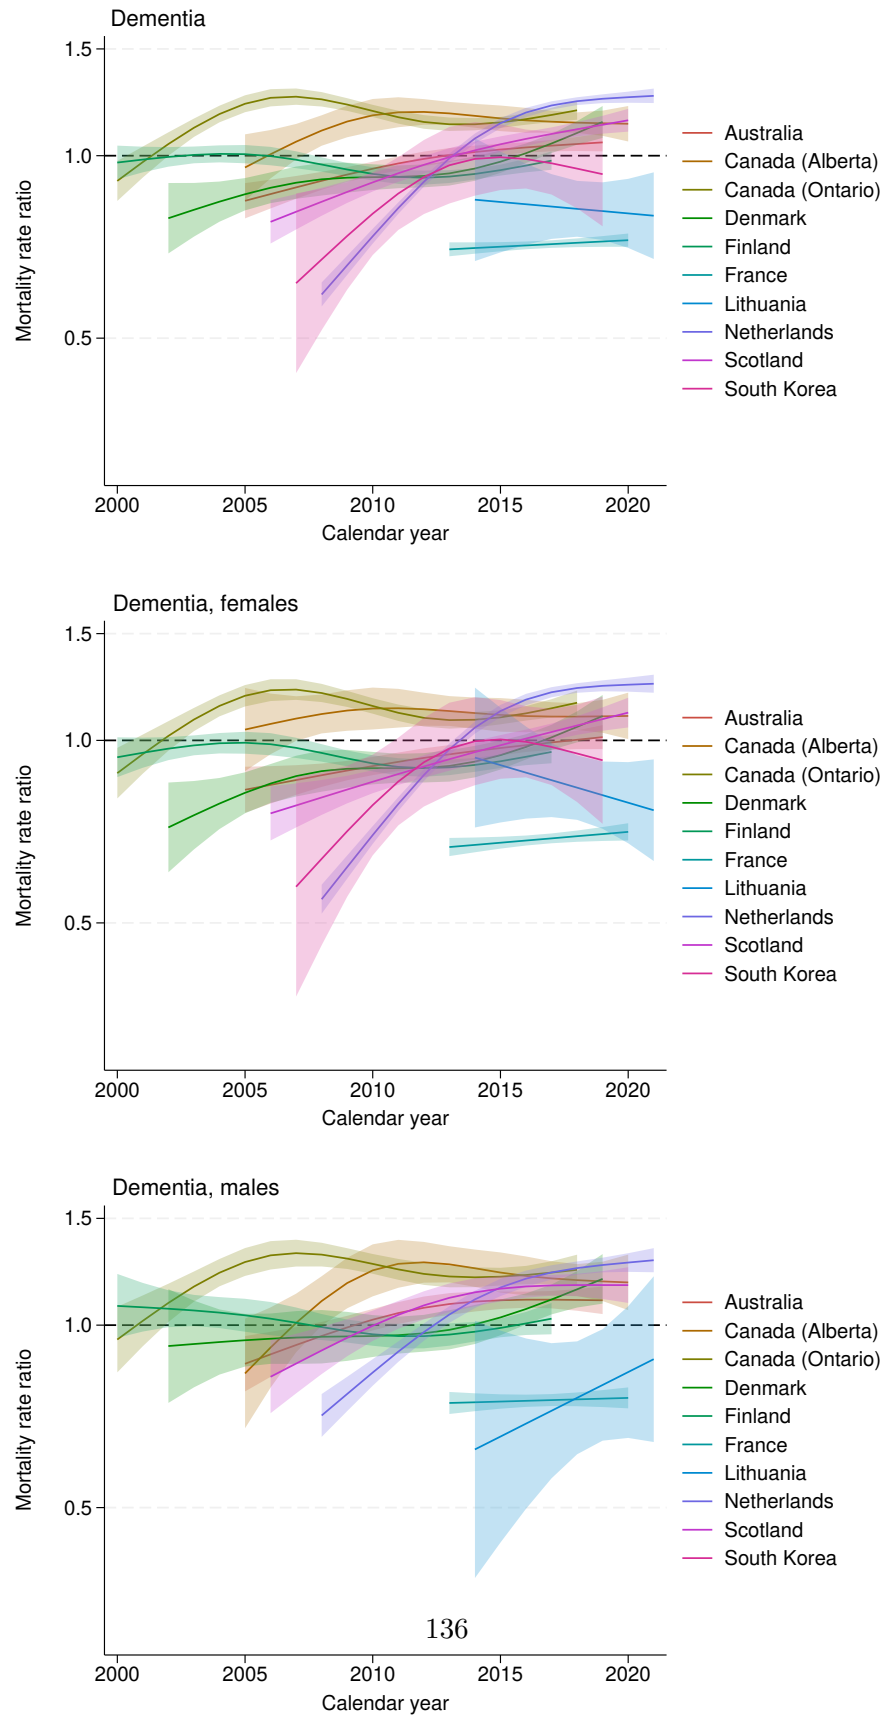 Dementia
1.5
1.0
0.5
Mortality rate ratio
2000 2005 2010 2015 2020
Calendar year
Australia
Canada (Alberta)
Canada (Ontario)
Denmark
Finland
France
Lithuania
Netherlands
Scotland
South Korea
Dementia, females
1.5
1.0
0.5
Mortality rate ratio
2000 2005 2010 2015 2020
Calendar year
Australia
Canada (Alberta)
Canada (Ontario)
Denmark
Finland
France
Lithuania
Netherlands
Scotland
South Korea
Dementia, males
1.5
1.0
0.5
Mortality rate ratio
2000 2005 2010 2015 2020
Calendar year
Australia
Canada (Alberta)
Canada (Ontario)
Denmark
Finland
France
Lithuania
Netherlands
Scotland
South Korea
136